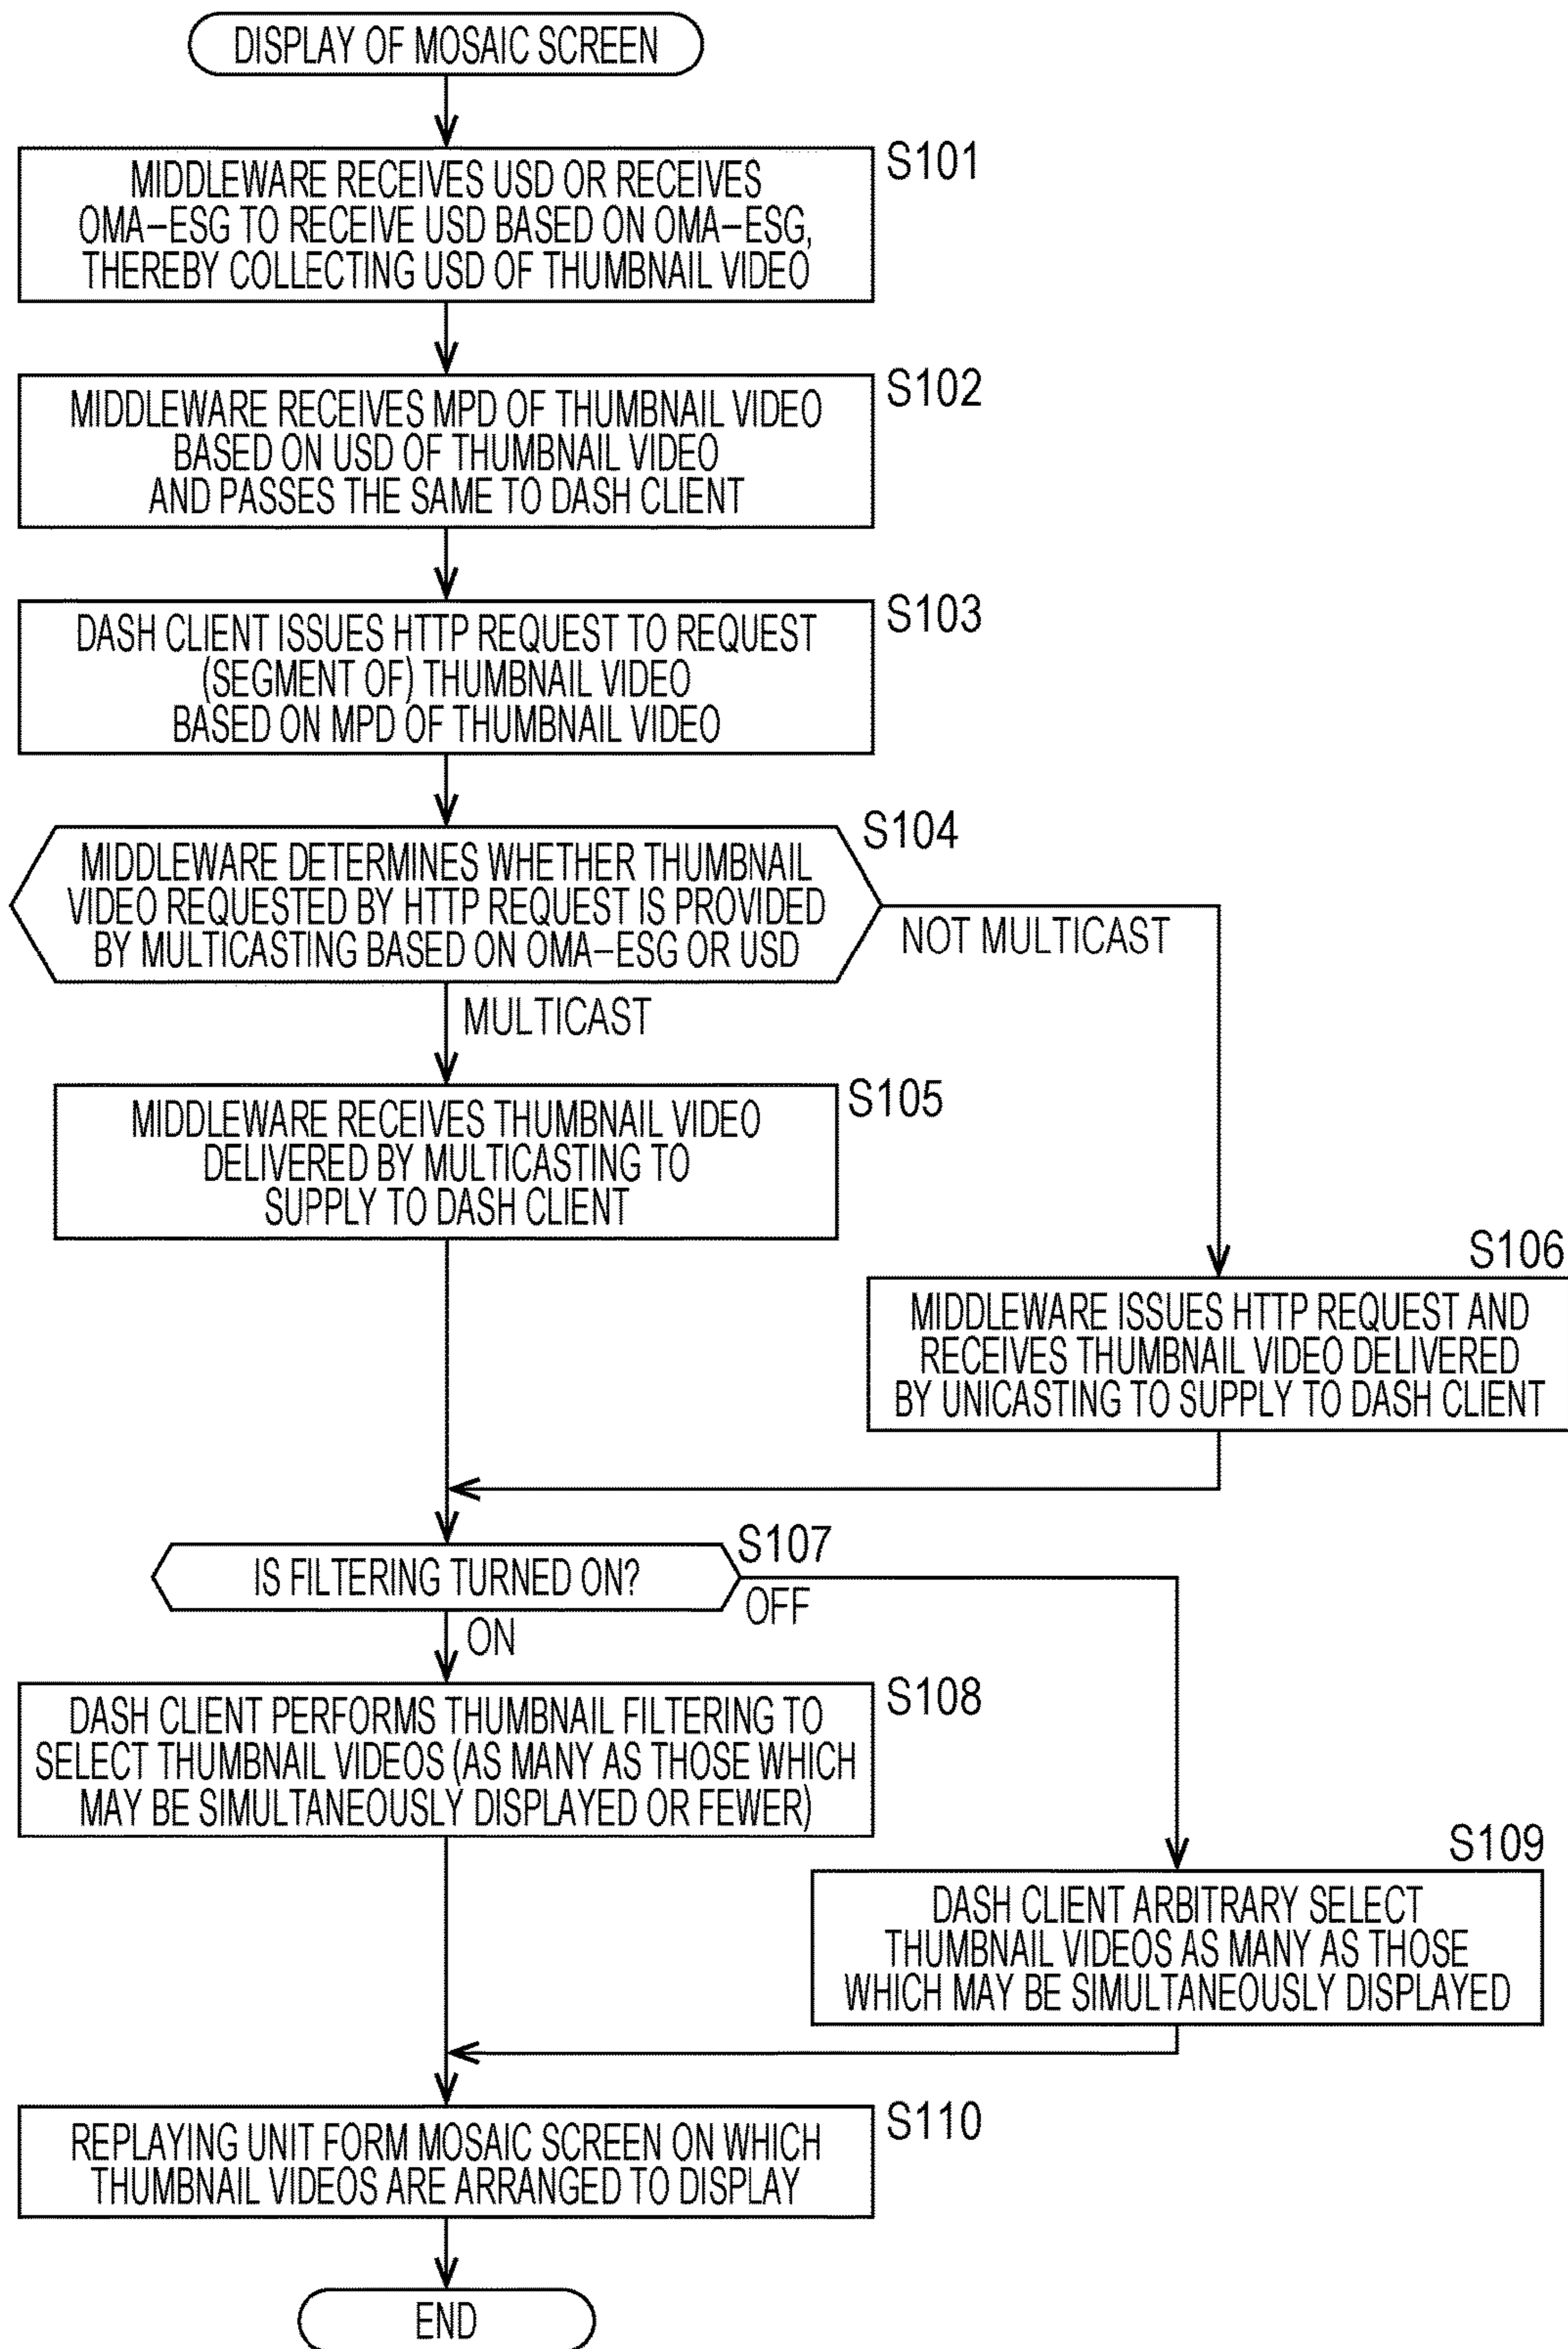 DISPLAY OF MOSAIC SCREEN
S101
MIDDLEWARE RECEIVES USD OR RECEIVES
OMA-ESG TO RECEIVE USD BASED ON OMA-ESG,
THEREBY COLLECTING USD OF THUMBNAIL VIDEO
S102
MIDDLEWARE RECEIVES MPD OF THUMBNAIL VIDEO
BASED ON USD OF THUMBNAIL VIDEO
AND PASSES THE SAME TO DASH CLIENT
S103
DASH CLIENT ISSUES HTTP REQUEST TO REQUEST
(SEGMENT OF) THUMBNAIL VIDEO
BASED ON MPD OF THUMBNAIL VIDEO
S104
MIDDLEWARE DETERMINES WHETHER THUMBNAIL
VIDEO REQUESTED BY HTTP REQUEST IS PROVIDED
BY MULTICASTING BASED ON OMA-ESG OR USD
NOT MULTICAST
MULTICAST
S105
MIDDLEWARE RECEIVES THUMBNAIL VIDEO
DELIVERED BY MULTICASTING TO
SUPPLY TO DASH CLIENT
S106
MIDDLEWARE ISSUES HTTP REQUEST AND
RECEIVES THUMBNAIL VIDEO DELIVERED
BY UNICASTING TO SUPPLY TO DASH CLIENT
S107
IS FILTERING TURNED ON?
OFF
ON
S108
DASH CLIENT PERFORMS THUMBNAIL FILTERING TO
SELECT THUMBNAIL VIDEOS (AS MANY AS THOSE WHICH
MAY BE SIMULTANEOUSLY DISPLAYED OR FEWER)
S109
DASH CLIENT ARBITRARY SELECT
THUMBNAIL VIDEOS AS MANY AS THOSE
WHICH MAY BE SIMULTANEOUSLY DISPLAYED
S110
REPLAYING UNIT FORM MOSAIC SCREEN ON WHICH
THUMBNAIL VIDEOS ARE ARRANGED TO DISPLAY
END